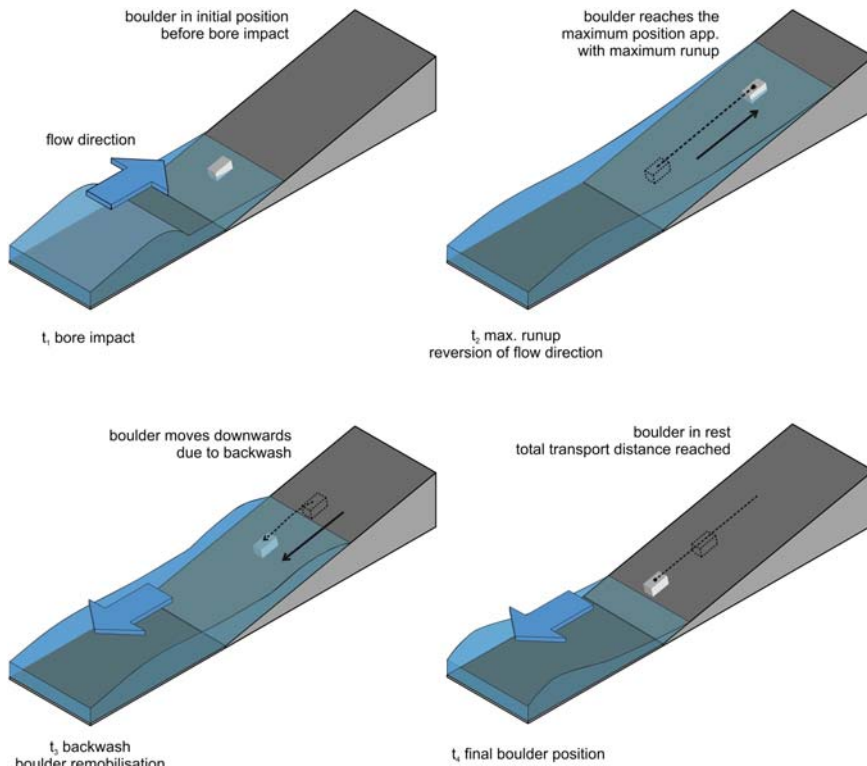 boulder in initial position
before bore impact
flow direction
t₁ bore impact
boulder reaches the
maximum position app.
with maximum runup
t₂ max. runup
reversion of flow direction
boulder moves downwards
due to backwash
t₃ backwash
boulder remobilisation
boulder in rest
total transport distance reached
t₄ final boulder position